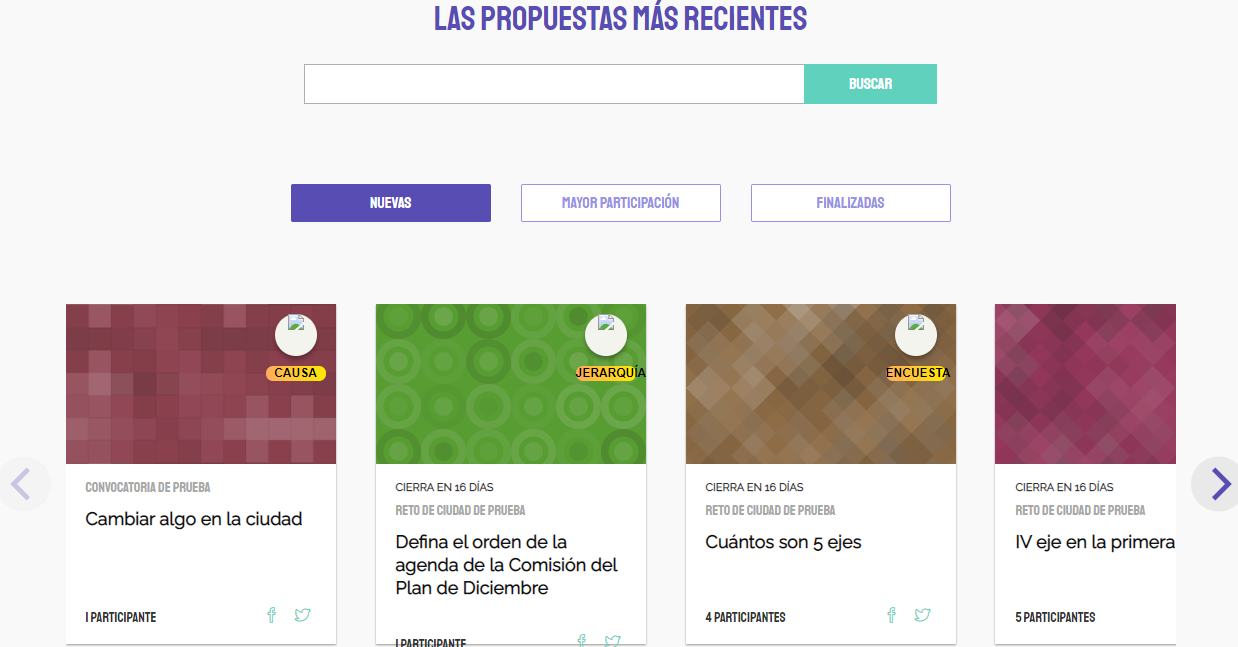 LAS PROPUESTAS MÁS RECIENTES
BUSCAR
NUEVAS
MAYOR PARTICIPACIÓN
FINALIZADAS
CAUSA
CONVOCATORIA DE PRUEBA
Cambiar algo en la ciudad
1 PARTICIPANTE
JERARQUÍA
CIERRA EN 16 DÍAS
RETO DE CIUDAD DE PRUEBA
Defina el orden de la
agenda de la Comisión del
Plan de Diciembre
1 PARTICIPANTE
ENCUESTA
CIERRA EN 16 DÍAS
RETO DE CIUDAD DE PRUEBA
Cuántos son 5 ejes
4 PARTICIPANTES
CIERRA EN 16 DÍAS
RETO DE CIUDAD DE PRUEBA
IV eje en la primera
5 PARTICIPANTES